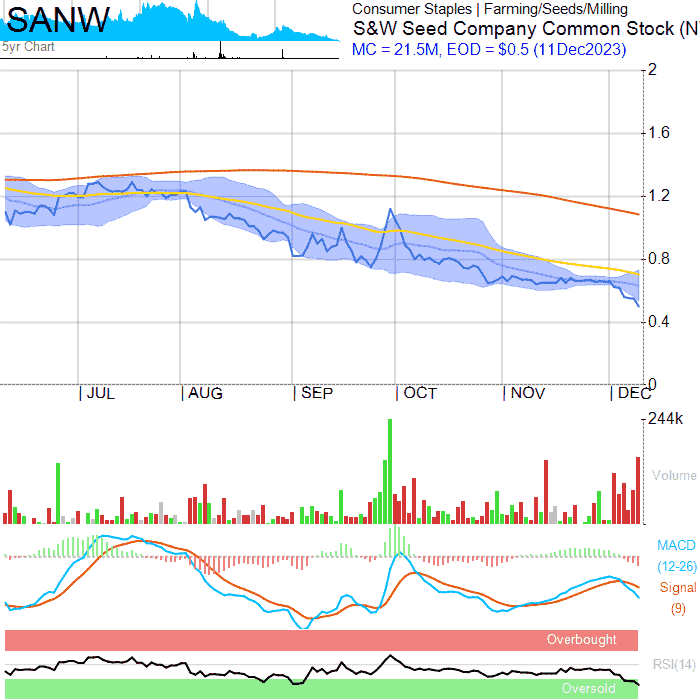 SANW
5yr Chart
Consumer Staples | Farming/Seeds/Milling
S&W Seed Company Common Stock (N
MC = 21.5M, EOD = $0.5 (11Dec2023)
2
1.6
1.2
0.8
0.4
0
JUL
AUG
SEP
OCT
NOV
DEC
244k
Volume
MACD
(12-26)
Signal
(9)
Overbought
RSI(14)
Oversold